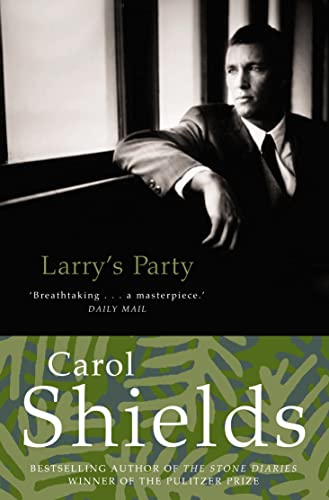 Larry's Party
'Breathtaking . . . a masterpiece.'
DAILY MAIL
Carol
Shields
BESTSELLING AUTHOR OF THE STONE DIARIES
WINNER OF THE PULITZER PRIZE